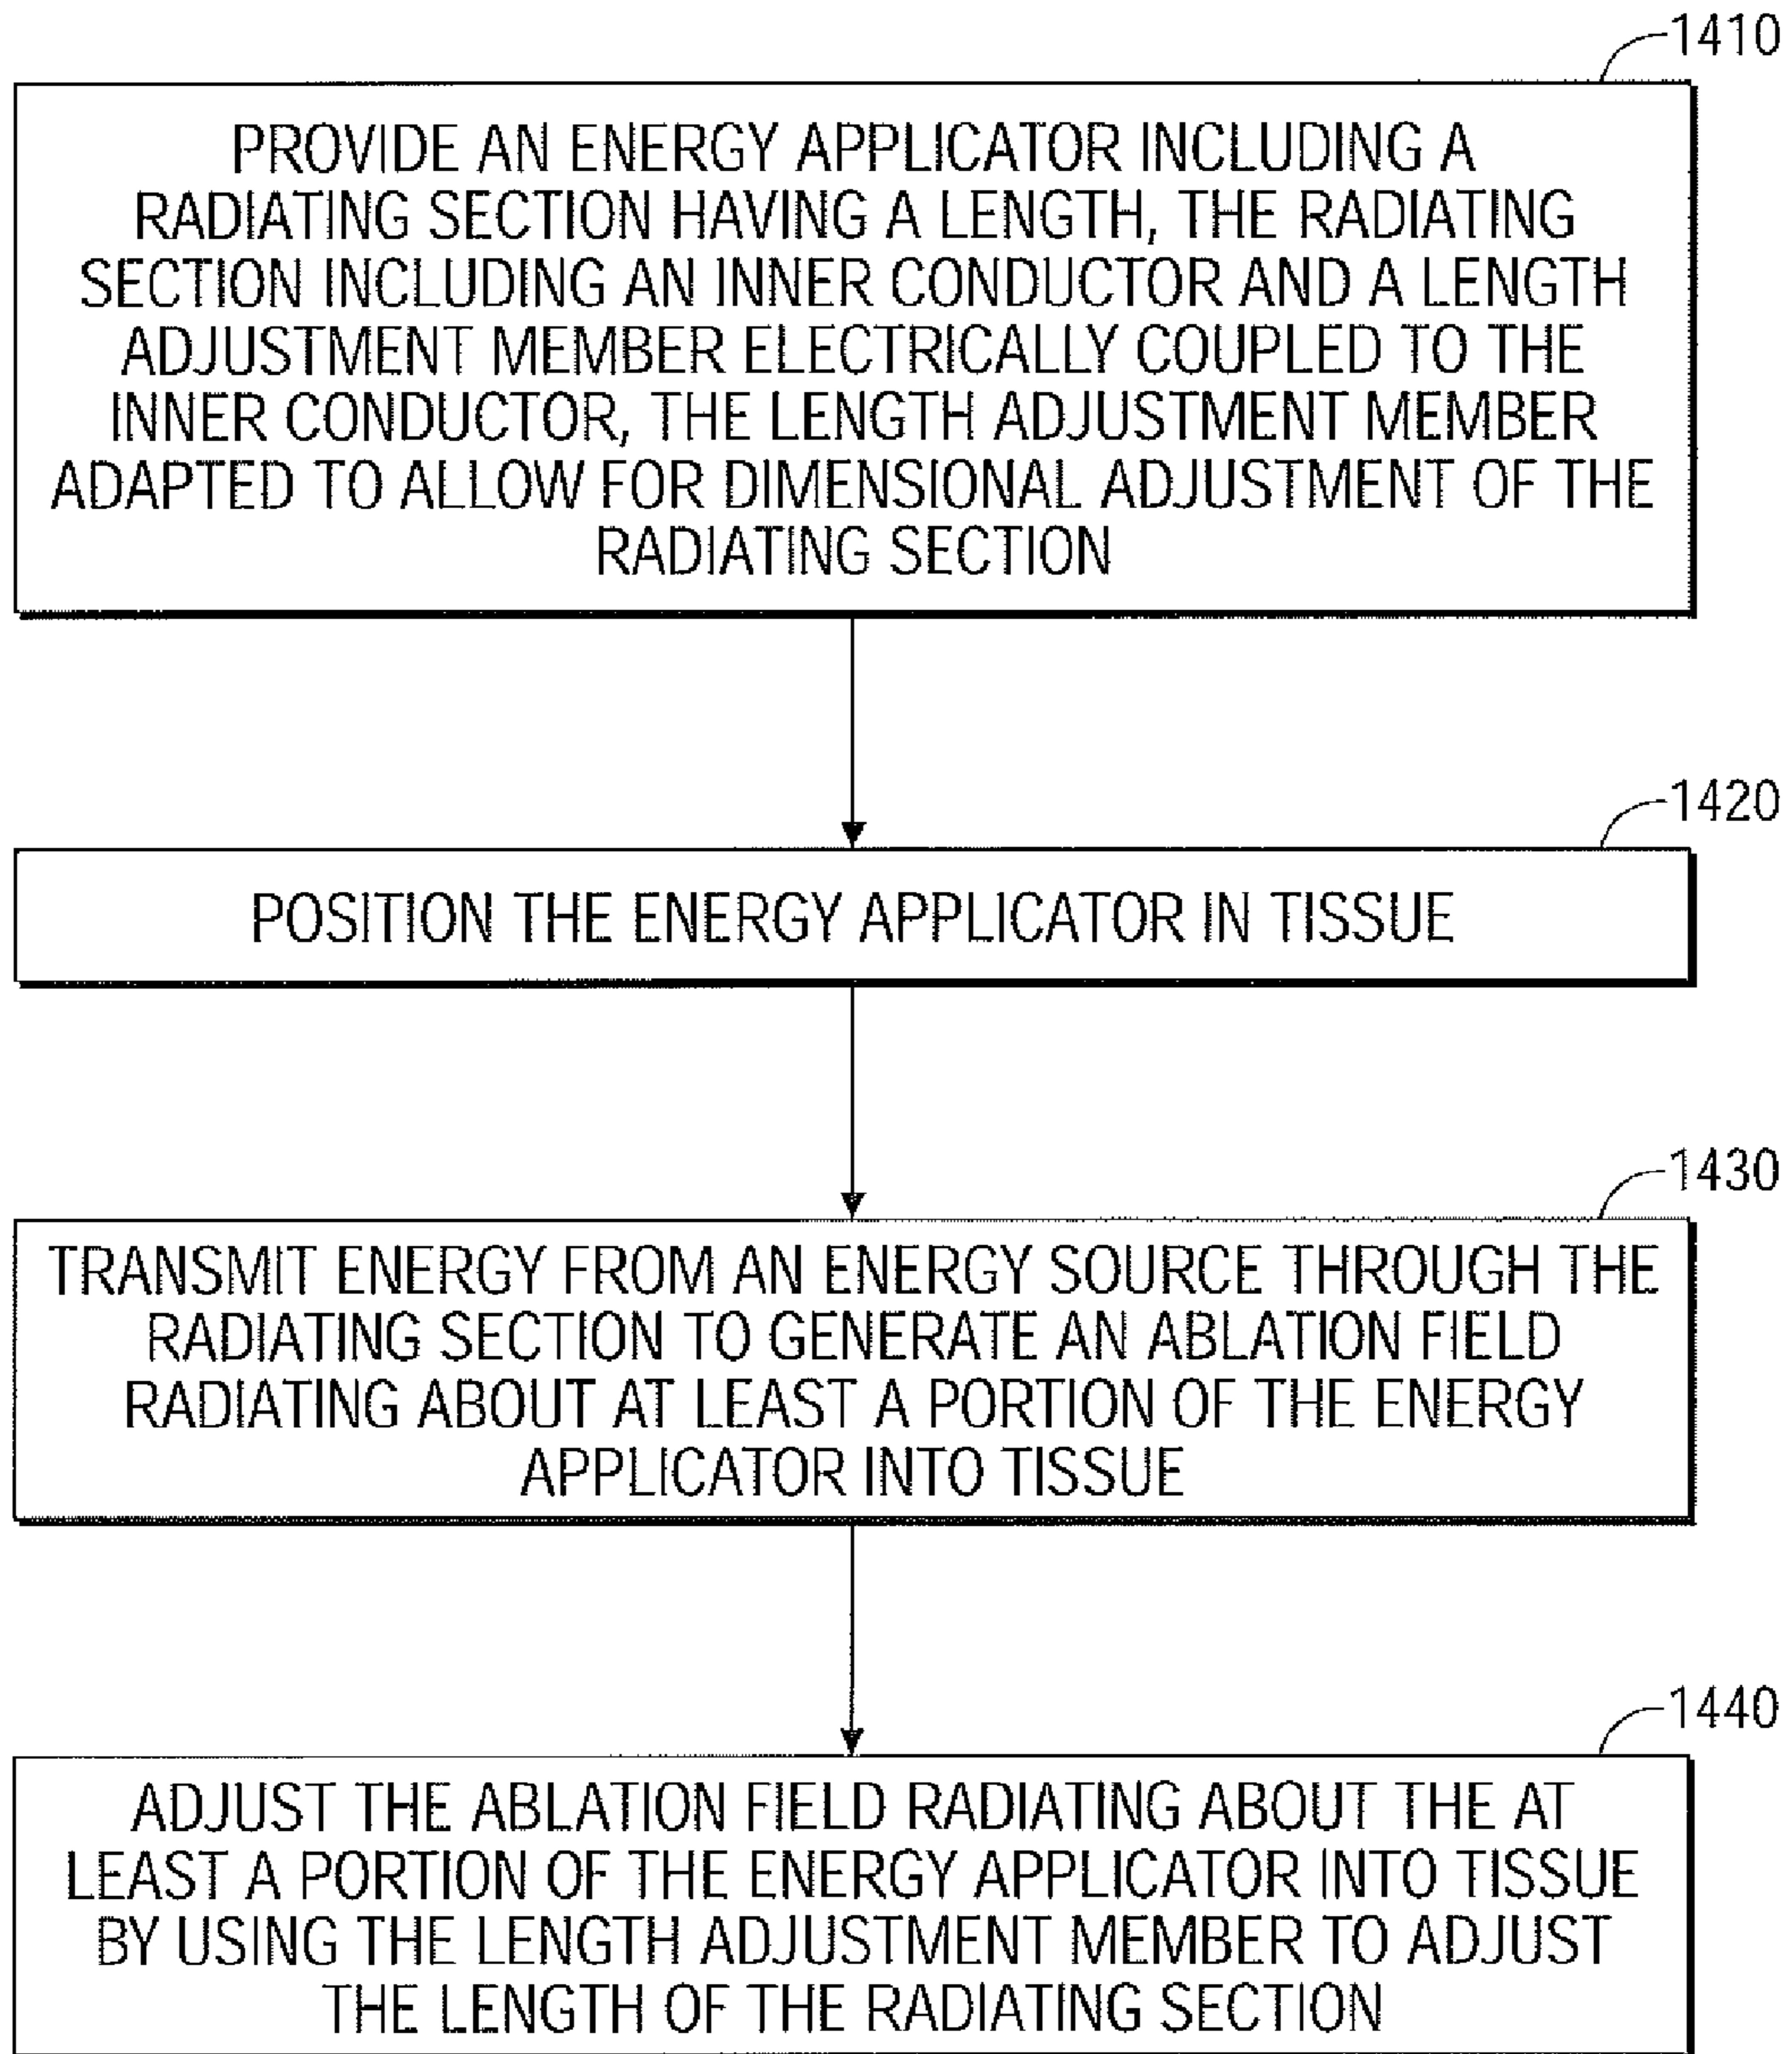 1410
PROVIDE AN ENERGY APPLICATOR INCLUDING A
RADIATING SECTION HAVING A LENGTH, THE RADIATING
SECTION INCLUDING AN INNER CONDUCTOR AND A LENGTH
ADJUSTMENT MEMBER ELECTRICALLY COUPLED TO THE
INNER CONDUCTOR, THE LENGTH ADJUSTMENT MEMBER
ADAPTED TO ALLOW FOR DIMENSIONAL ADJUSTMENT OF THE
RADIATING SECTION
1420
POSITION THE ENERGY APPLICATOR IN TISSUE
1430
TRANSMIT ENERGY FROM AN ENERGY SOURCE THROUGH THE
RADIATING SECTION TO GENERATE AN ABLATION FIELD
RADIATING ABOUT AT LEAST A PORTION OF THE ENERGY
APPLICATOR INTO TISSUE
1440
ADJUST THE ABLATION FIELD RADIATING ABOUT THE AT
LEAST A PORTION OF THE ENERGY APPLICATOR INTO TISSUE
BY USING THE LENGTH ADJUSTMENT MEMBER TO ADJUST
THE LENGTH OF THE RADIATING SECTION